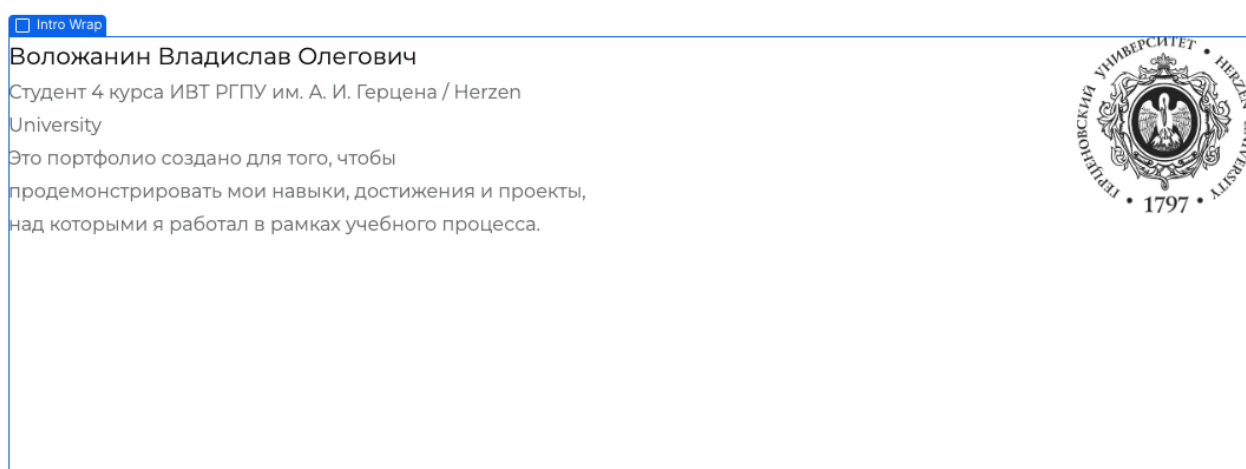 Intro Wrap
Воложанин Владислав Олегович
Студент 4 курса ИВТ РГПУ им. А. И. Герцена / Herzen
University
Это портфолио создано для того, чтобы
продемонстрировать мои навыки, достижения и проекты,
над которыми я работал в рамках учебного процесса.
ГЕРЦЕНОВСКИЙ УНИВЕРСИТЕТ • HERZEN UNIVERSITY
• 1797 •